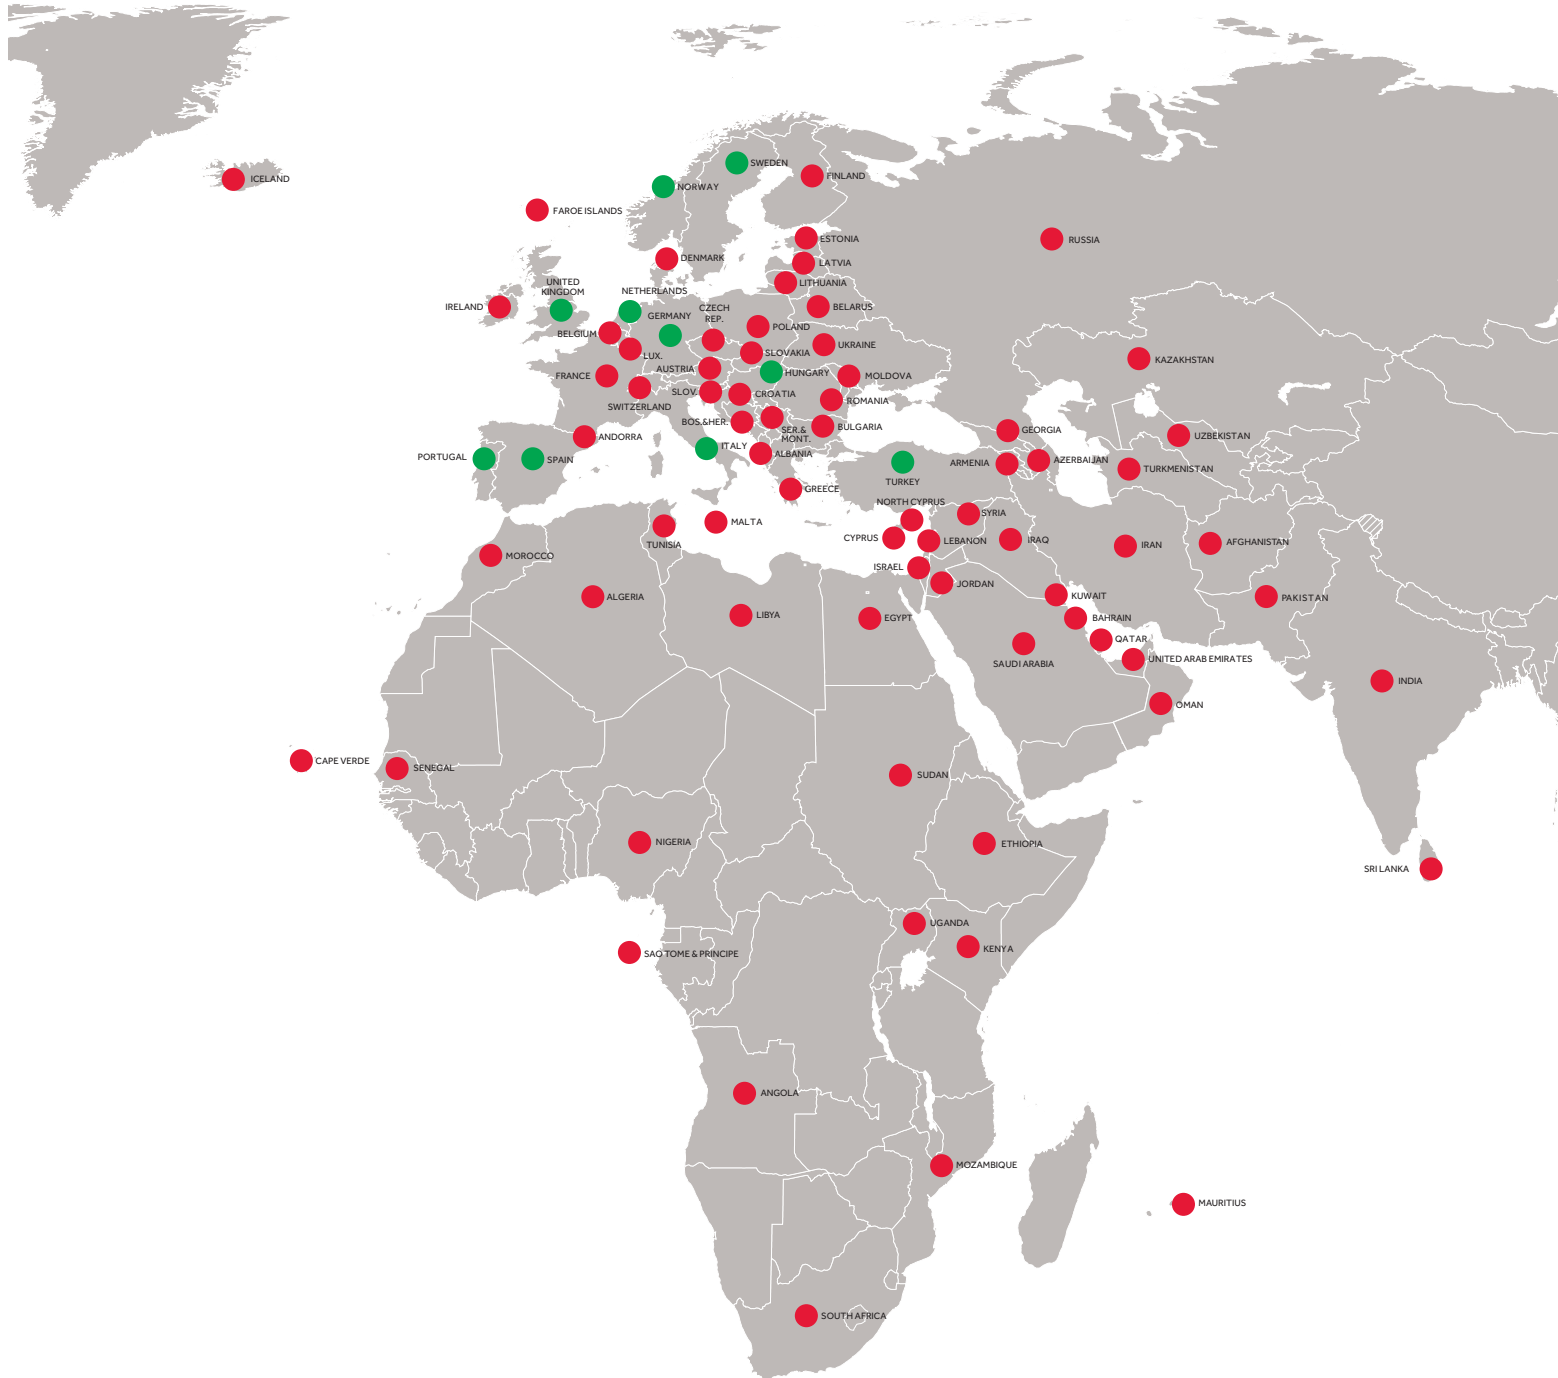 SWEDEN
FINLAND
ICELAND
NORWAY
FAROE ISLANDS
ESTONIA
RUSSIA
DENMARK
LATVIA
UNITED
KINGDOM
LITHUANIA
NETHERLANDS
IRELAND
CZECH
REP.
BELARUS
GERMANY
BELGIUM
POLAND
UKRAINE
LUX.
SLOVAKIA
KAZAKHSTAN
AUSTRIA
HUNGARY
FRANCE
MOLDOVA
SLOV.
CROATIA
SWITZERLAND
ROMANIA
BOS.&HER.
SER.&
MONT.
BULGARIA
GEORGIA
ANDORRA
UZBEKISTAN
ITALY
ALBANIA
PORTUGAL
SPAIN
ARMENIA
AZERBAIJAN
TURKMENISTAN
TURKEY
GREECE
NORTH CYPRUS
SYRIA
MALTA
CYPRUS
LEBANON
IRAQ
AFGHANISTAN
TUNISIA
IRAN
MOROCCO
ISRAEL
JORDAN
ALGERIA
KUWAIT
PAKISTAN
LIBYA
EGYPT
BAHRAIN
QATAR
SAUDI ARABIA
UNITED ARAB EMIRATES
INDIA
OMAN
CAPE VERDE
SENEGAL
SUDAN
NIGERIA
ETHIOPIA
SRI LANKA
UGANDA
KENYA
SAO TOME & PRINCIPE
ANGOLA
MOZAMBIQUE
MAURITIUS
SOUTH AFRICA